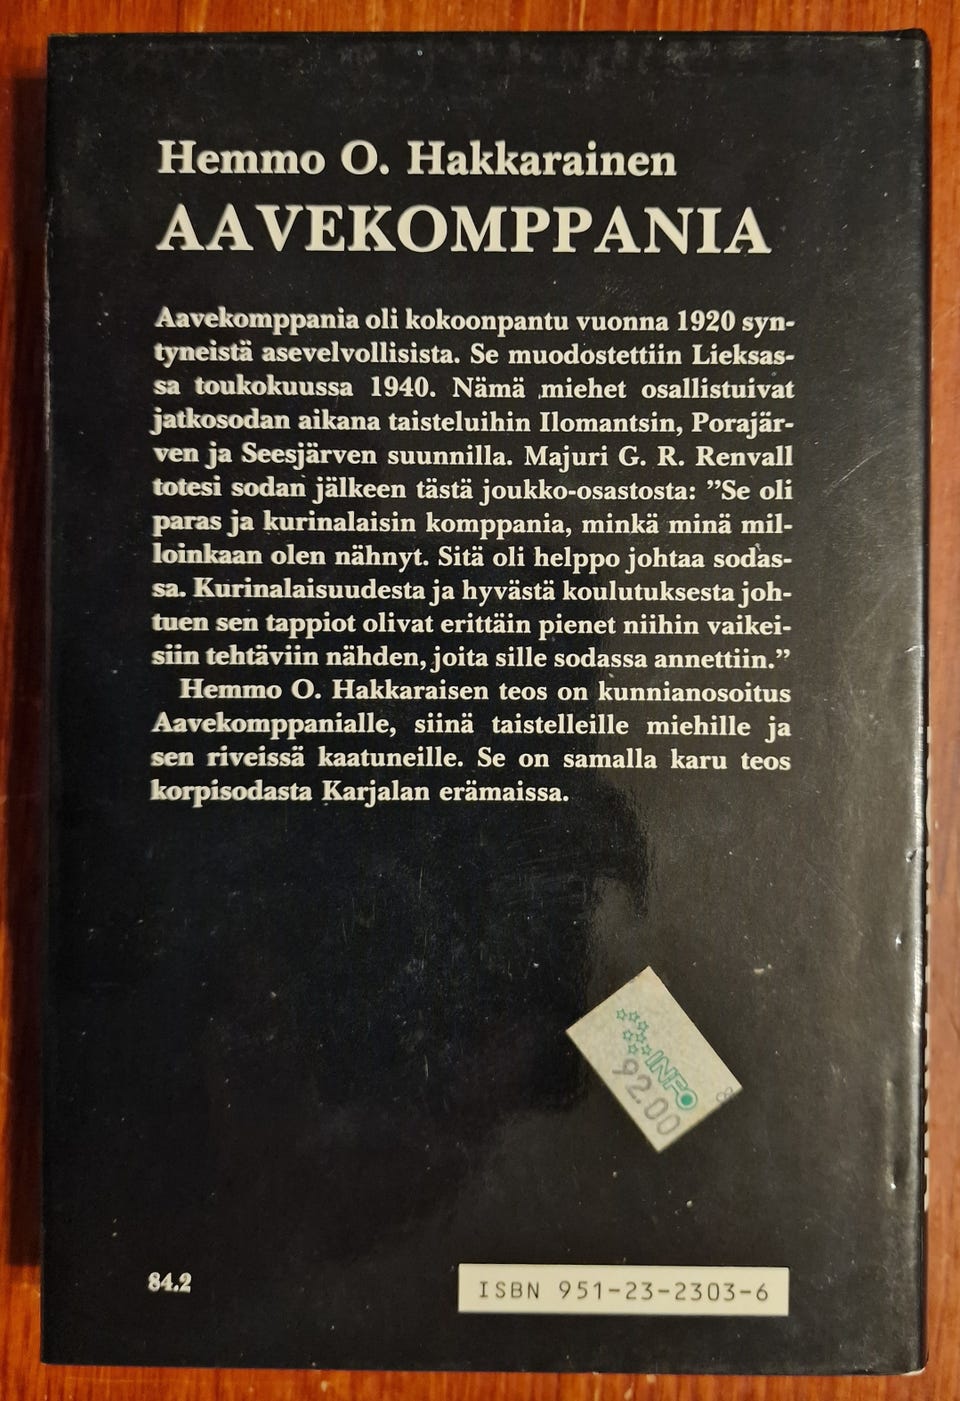 Hemmo O. Hakkarainen
AAVEKOMPPANIA
Aavekomppania oli kokoonpantu vuonna 1920 syn-
tyneistä asevelvollisista. Se muodostettiin Lieksas-
sa toukokuussa 1940. Nämä miehet osallistuivat
jatkosodan aikana taisteluihin Ilomantsin, Porajär-
ven ja Seesjärven suunnilla. Majuri G. R. Renvall
totesi sodan jälkeen tästä joukko-osastosta: ”Se oli
paras ja kurinalaisin komppania, minkä minä mil-
loinkaan olen nähnyt. Sitä oli helppo johtaa sodas-
sa. Kurinalaisuudesta ja hyvästä koulutuksesta joh-
tuen sen tappiot olivat erittäin pienet niihin vaikei-
siin tehtäviin nähden, joita sille sodassa annettiin.”
Hemmo O. Hakkaraisen teos on kunnianosoitus
Aavekomppanialle, siinä taistelleille miehille ja
sen riveissä kaatuneille. Se on samalla karu teos
korpisodasta Karjalan erämaissa.
INFO
92.00
84.2
ISBN 951-23-2303-6